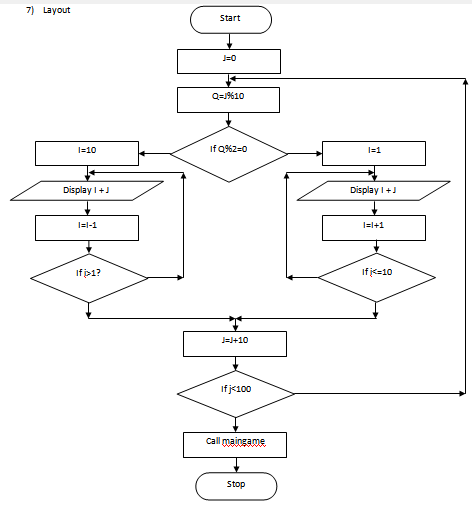 7) Layout
Start
J=0
Q=J%10
If Q%2=0
I=10
I=1
Display I + J
Display I + J
I=I-1
I=I+1
If j>1?
If j<=10
J=J+10
If j<100
Call maingame
Stop